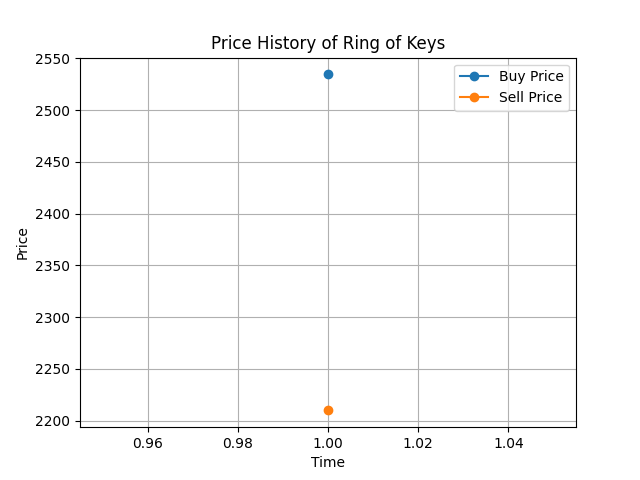 Price History of Ring of Keys
Buy Price
Sell Price
2550
2500
2450
2400
2350
2300
2250
2200
Price
0.96 0.98 1.00 1.02 1.04
Time